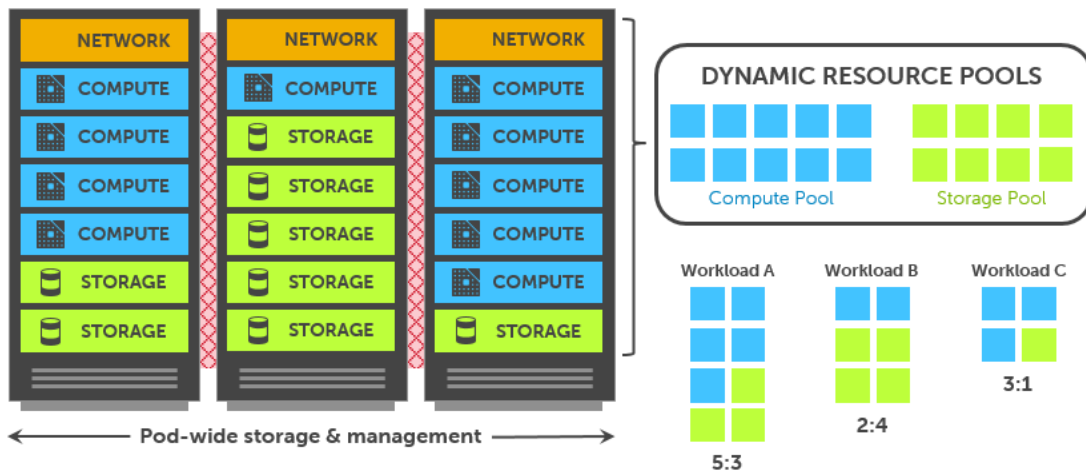 NETWORK
COMPUTE
COMPUTE
COMPUTE
COMPUTE
STORAGE
STORAGE
NETWORK
COMPUTE
STORAGE
STORAGE
STORAGE
STORAGE
STORAGE
NETWORK
COMPUTE
COMPUTE
COMPUTE
COMPUTE
COMPUTE
STORAGE
Pod-wide storage & management
DYNAMIC RESOURCE POOLS
Compute Pool
Storage Pool
Workload A
5:3
Workload B
2:4
Workload C
3:1